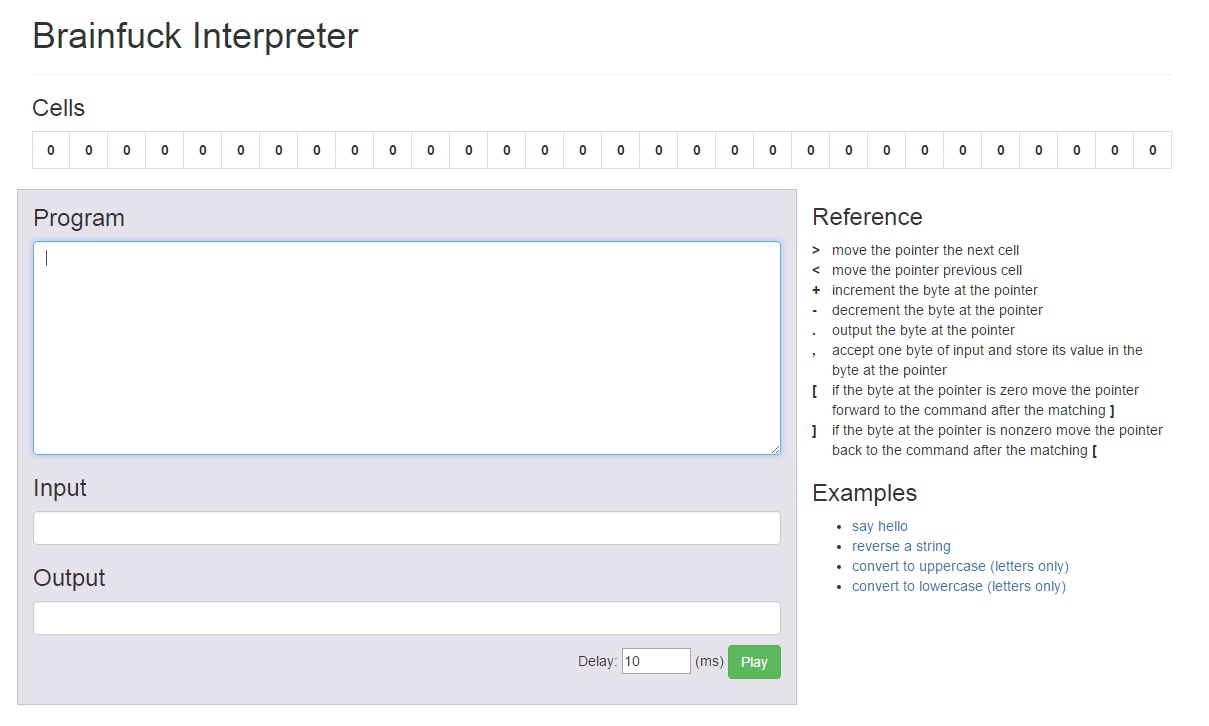 Brainfuck Interpreter
Cells
0 0 0 0 0 0 0 0 0 0 0 0 0 0 0 0 0 0 0 0 0 0 0 0 0 0 0 0 0 0
Program
Input
Output
Delay: 10 (ms) Play
Reference
> move the pointer the next cell
< move the pointer previous cell
+ increment the byte at the pointer
- decrement the byte at the pointer
. output the byte at the pointer
, accept one byte of input and store its value in the
byte at the pointer
[ if the byte at the pointer is zero move the pointer
forward to the command after the matching ]
] if the byte at the pointer is nonzero move the pointer
back to the command after the matching [
Examples
• say hello
• reverse a string
• convert to uppercase (letters only)
• convert to lowercase (letters only)